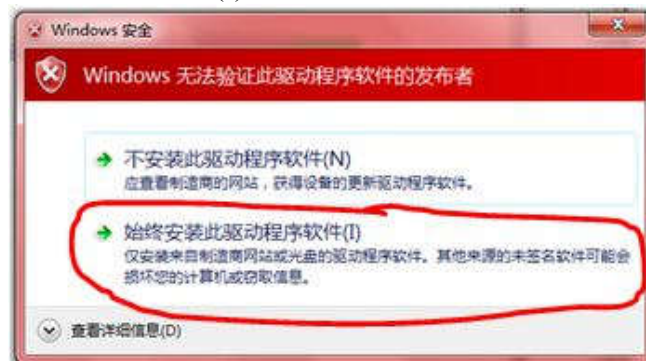 Windows 安全
Windows 无法验证此驱动程序软件的发布者
不安装此驱动程序软件(N)
应查看制造商的网站，获得设备的更新驱动程序软件。
始终安装此驱动程序软件(I)
仅安装来自制造商网站或光盘的驱动程序软件。其他来源的未签名软件可能会
损坏您的计算机或窃取信息。
查看详细信息(D)